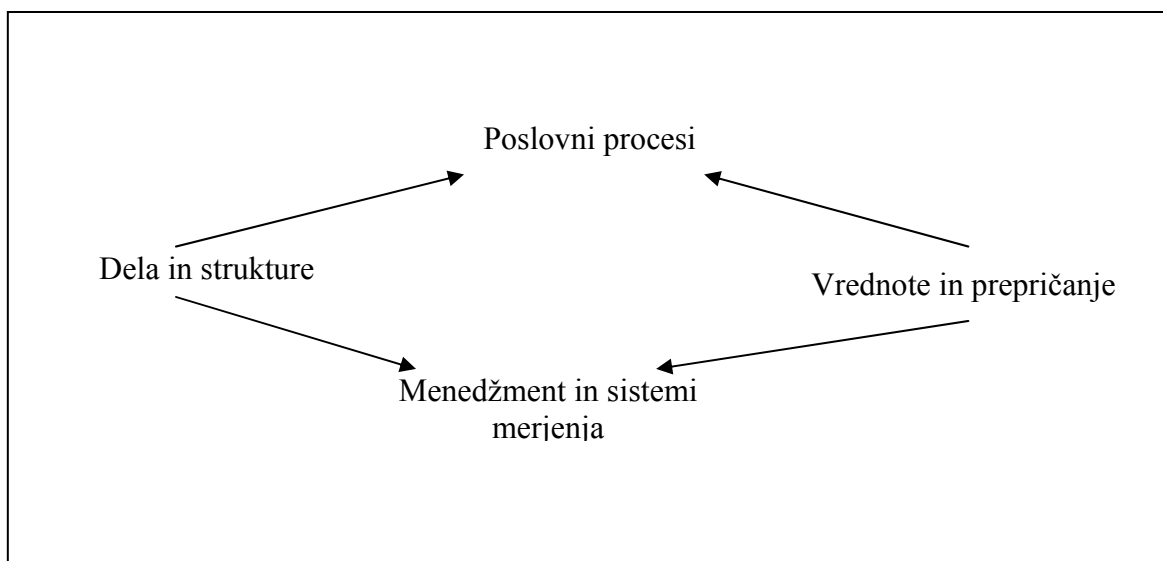 Poslovni procesi
Dela in strukture
Vrednote in prepričanje
Menedžment in sistemi
merjenja